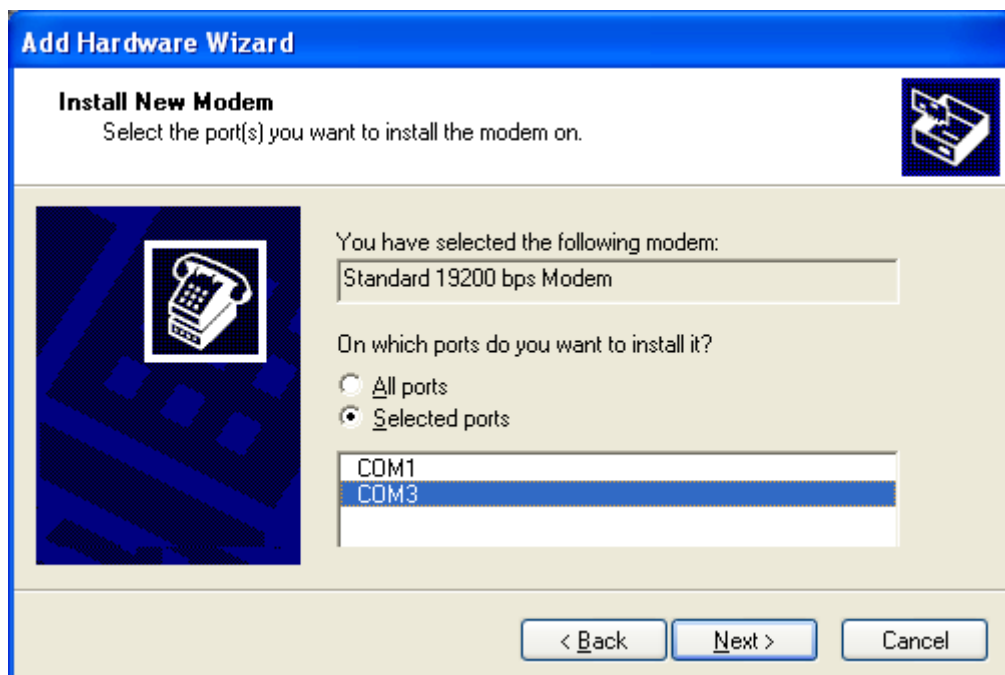 Add Hardware Wizard
Install New Modem
Select the port(s) you want to install the modem on.
You have selected the following modem:
Standard 19200 bps Modem
On which ports do you want to install it?
All ports
Selected ports
COM1
COM3
< Back Next > Cancel